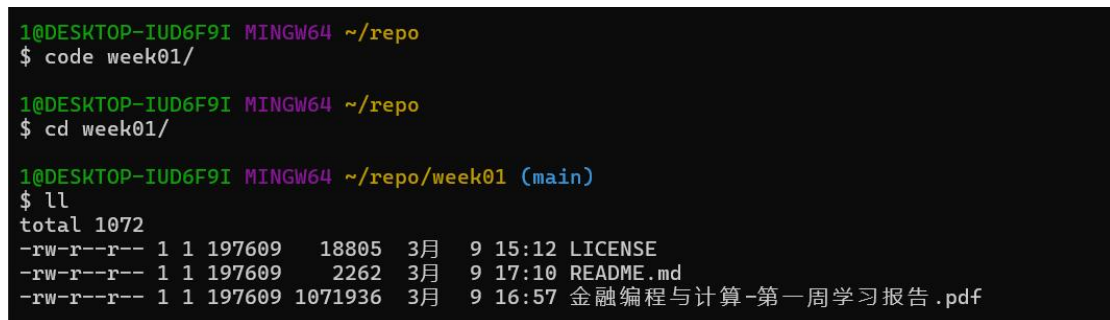 1@DESKTOP-IUD6F9I MINGW64 ~/repo
$ code week01/
1@DESKTOP-IUD6F9I MINGW64 ~/repo
$ cd week01/
1@DESKTOP-IUD6F9I MINGW64 ~/repo/week01 (main)
$ ll
total 1072
-rw-r--r-- 1 1 197609   18805  3月   9 15:12 LICENSE
-rw-r--r-- 1 1 197609    2262  3月   9 17:10 README.md
-rw-r--r-- 1 1 197609 1071936  3月   9 16:57 金融编程与计算-第一周学习报告.pdf